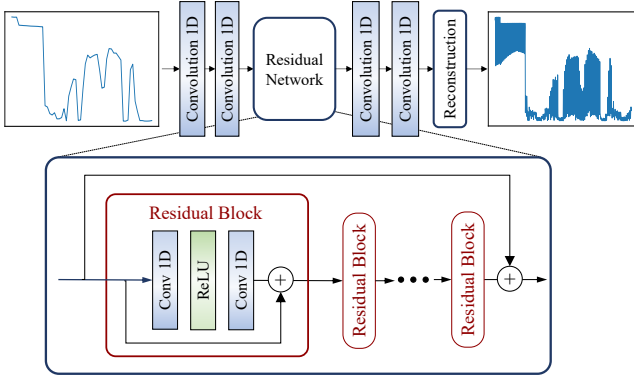 Convolution 1D
Convolution 1D
Residual
Network
Convolution 1D
Convolution 1D
Reconstruction
Residual Block
Conv 1D
ReLU
Conv 1D
+
Residual Block
Residual Block
+